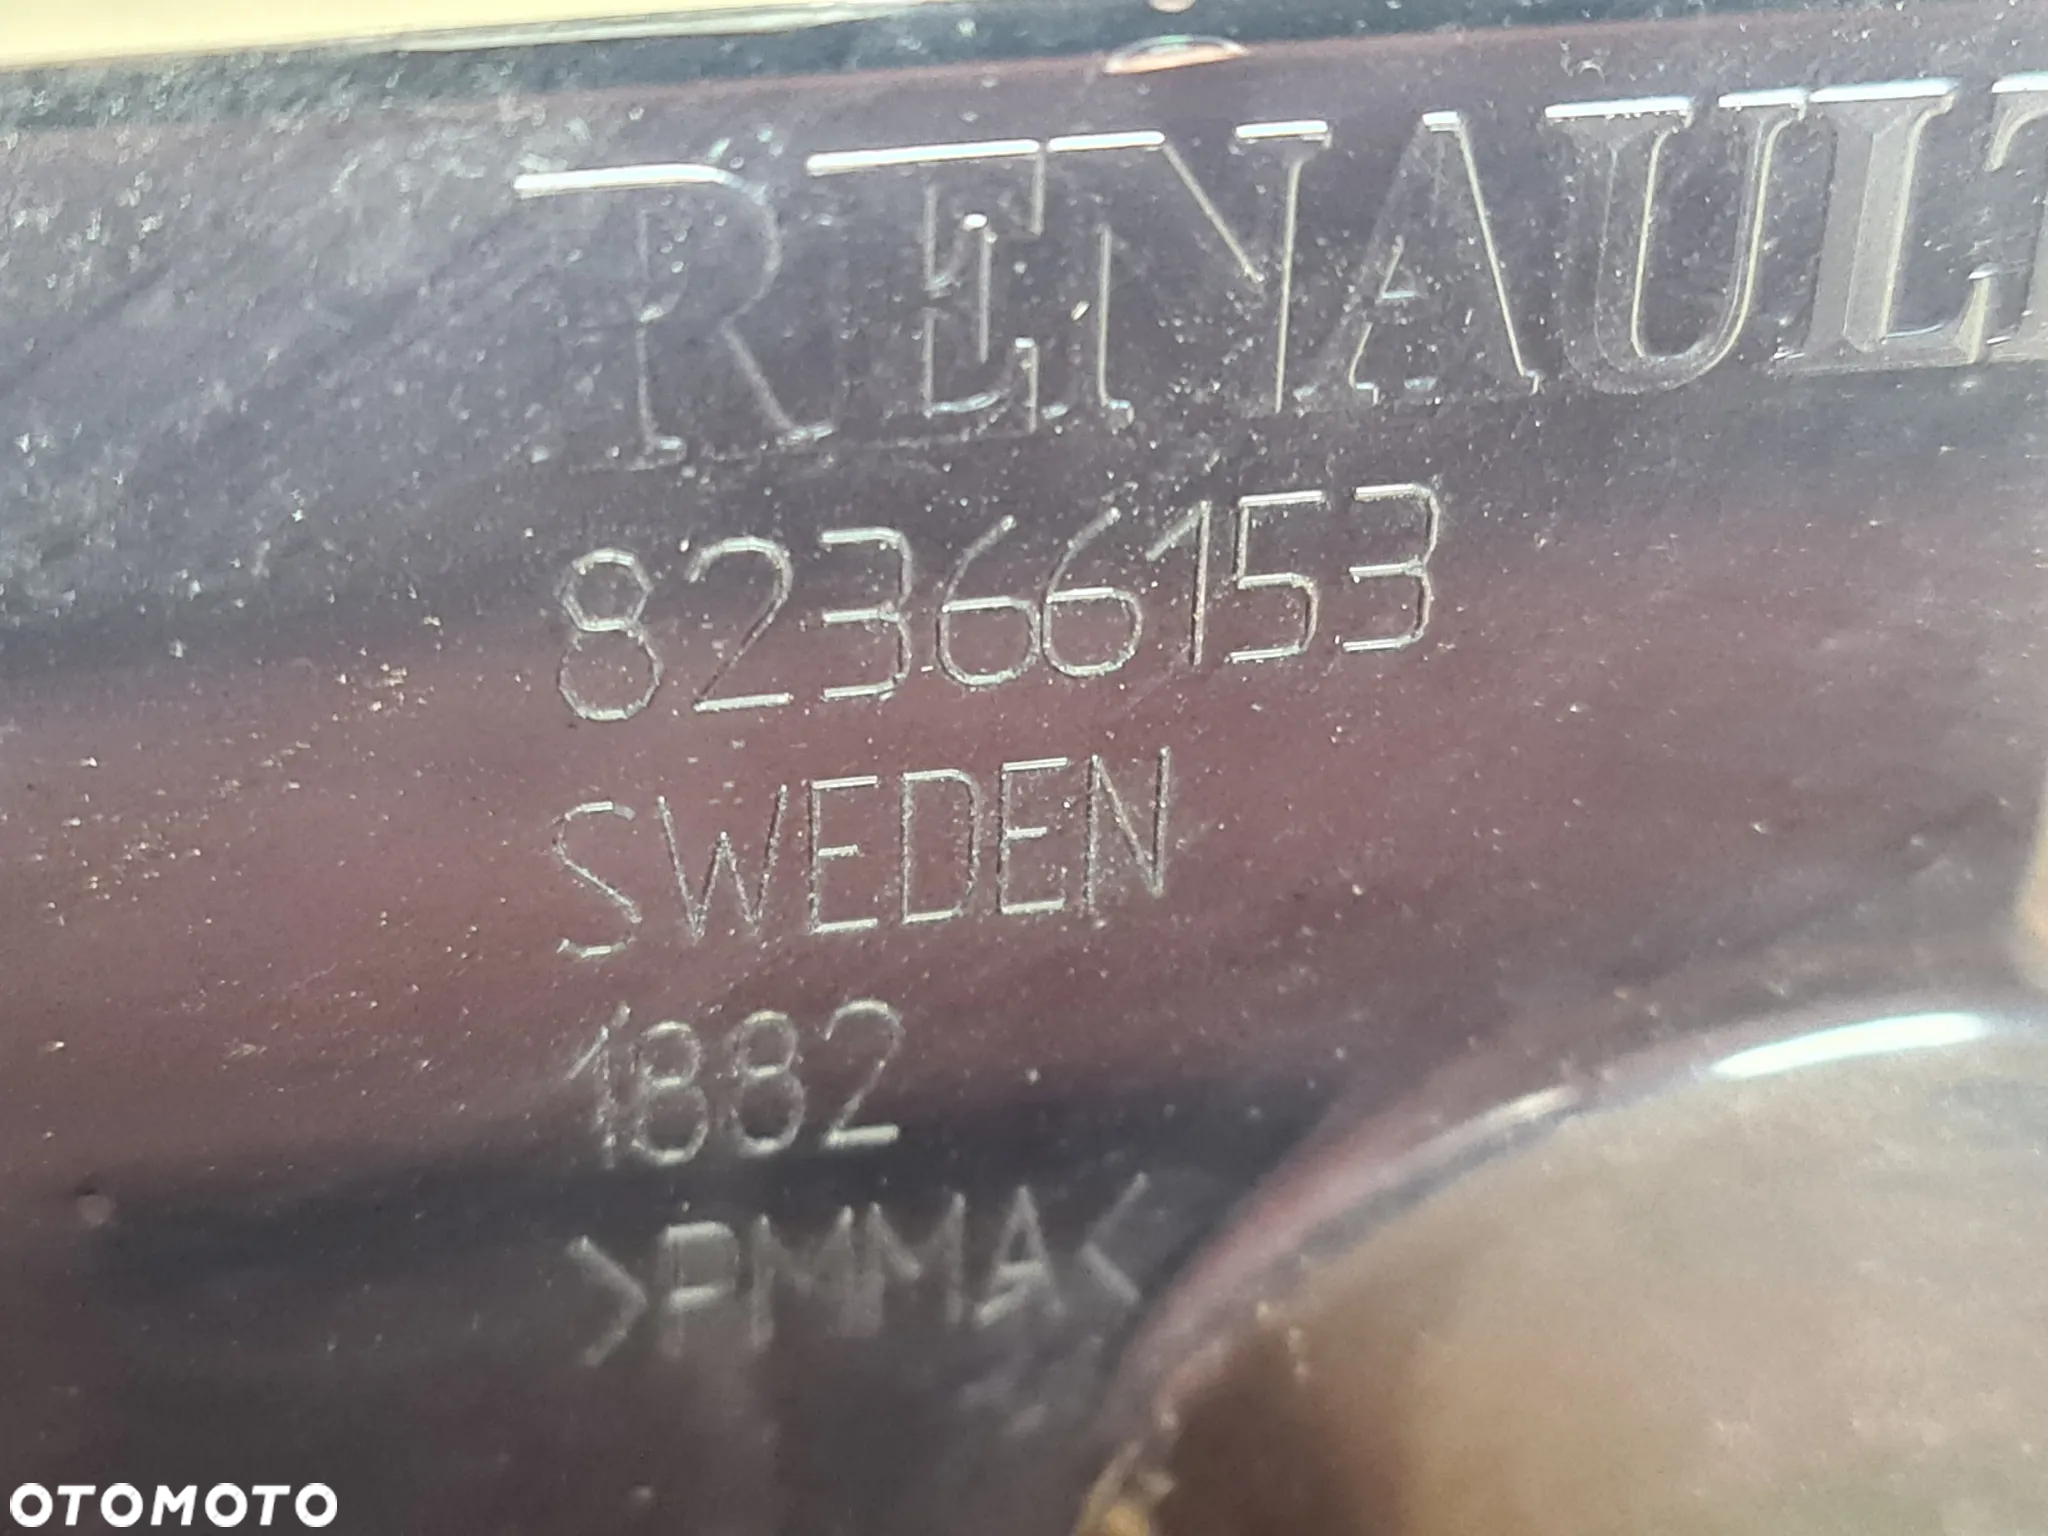 RENAULT
82366153
SWEDEN
1882
>PMMA<
OTOMOTO